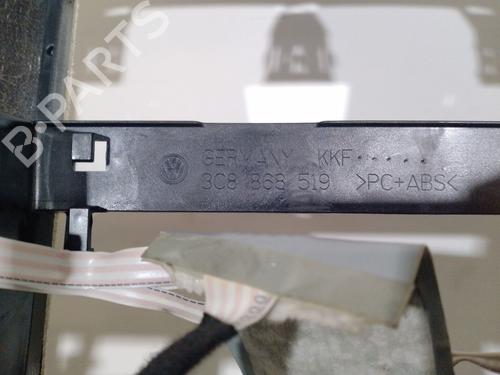 B-PARTS
GERMANY KKF
3C8 868 519 >PC+ABS<